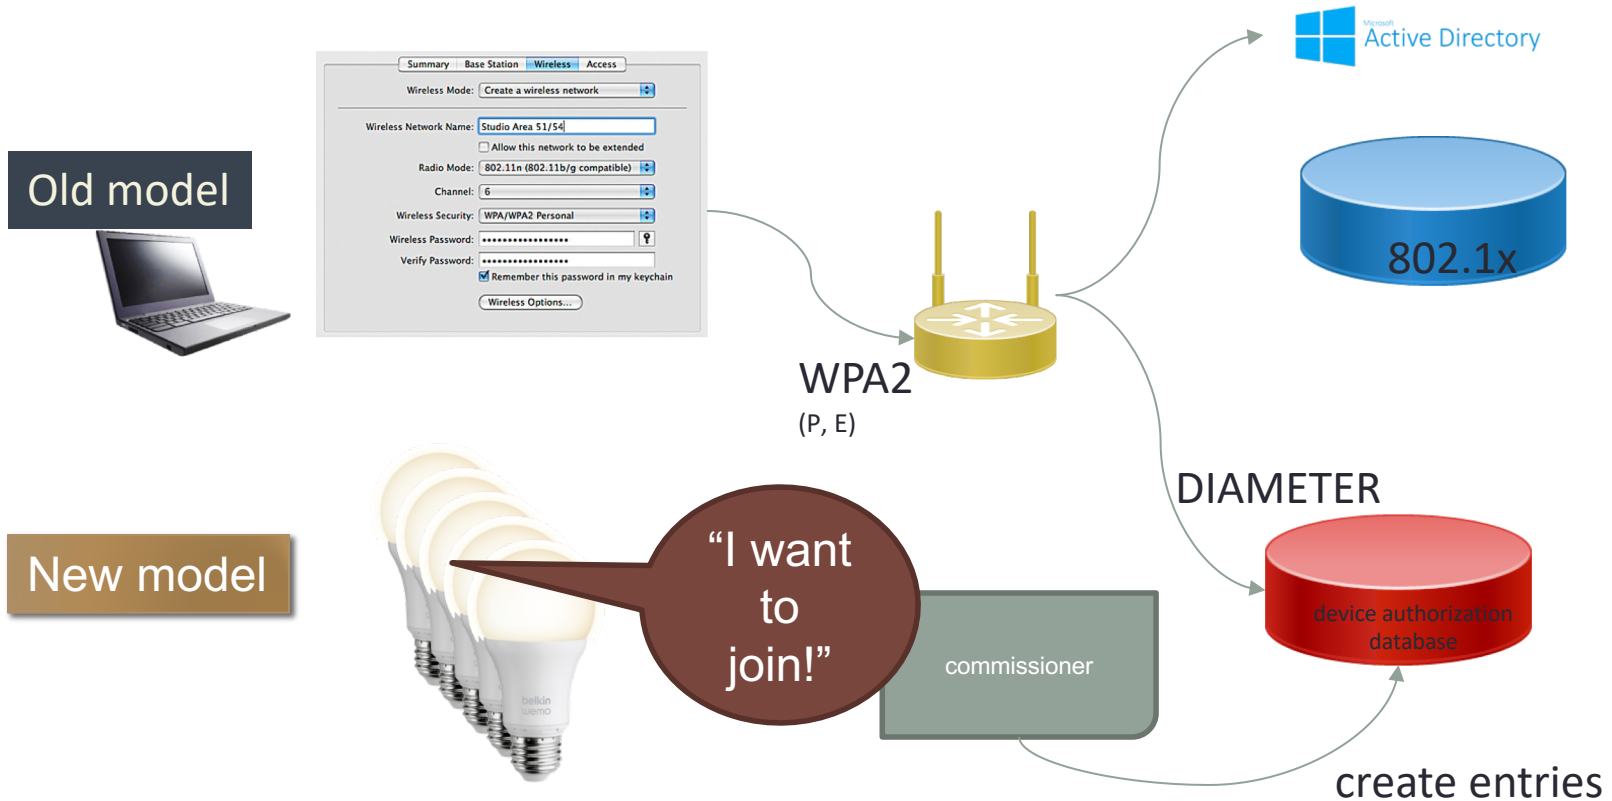 Microsoft
Active Directory
Summary Base Station Wireless Access
Wireless Mode: Create a wireless network
Wireless Network Name: Studio Area 51/54
Allow this network to be extended
Radio Mode: 802.11n (802.11b/g compatible)
Channel: 6
Wireless Security: WPA/WPA2 Personal
Wireless Password: •••••••••••••••••
Verify Password: •••••••••••••••••
Remember this password in my keychain
Wireless Options...
Old model
802.1x
WPA2
(P, E)
DIAMETER
New model
“I want
to
join!”
commissioner
device authorization
database
belkin
wemo
create entries